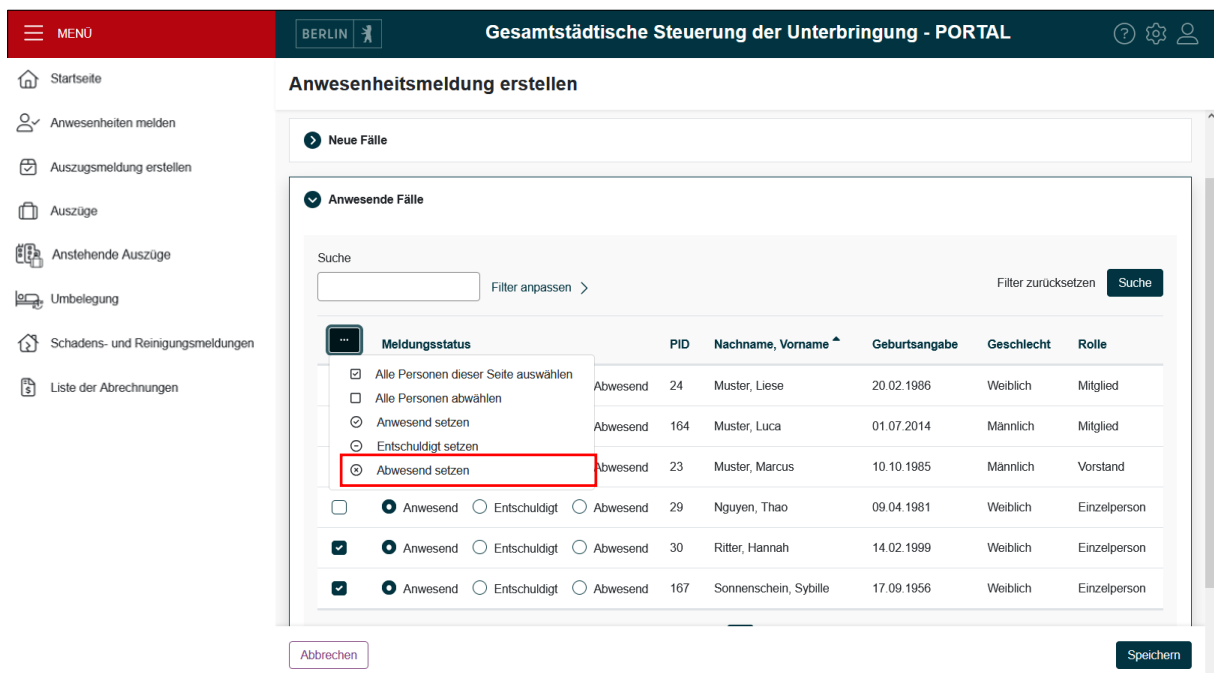 MENÜ
BERLIN
Gesamtstädtische Steuerung der Unterbringung - PORTAL
?
Startseite
Anwesenheiten melden
Auszugsmeldung erstellen
Auszüge
Anstehende Auszüge
Umbelegung
Schadens- und Reinigungsmeldungen
Liste der Abrechnungen
Anwesenheitsmeldung erstellen
Neue Fälle
Anwesende Fälle
Suche
Filter anpassen
Filter zurücksetzen Suche
... Meldungsstatus PID Nachname, Vorname Geburtsangabe Geschlecht Rolle
Alle Personen dieser Seite auswählen
Alle Personen abwählen
Anwesend setzen
Entschuldigt setzen
Abwesend setzen
Abwesend 24 Muster, Liese 20.02.1986 Weiblich Mitglied
Abwesend 164 Muster, Luca 01.07.2014 Männlich Mitglied
Abwesend 23 Muster, Marcus 10.10.1985 Männlich Vorstand
Anwesend Entschuldigt Abwesend 29 Nguyen, Thao 09.04.1981 Weiblich Einzelperson
Anwesend Entschuldigt Abwesend 30 Ritter, Hannah 14.02.1999 Weiblich Einzelperson
Anwesend Entschuldigt Abwesend 167 Sonnenschein, Sybille 17.09.1956 Weiblich Einzelperson
Abbrechen Speichern